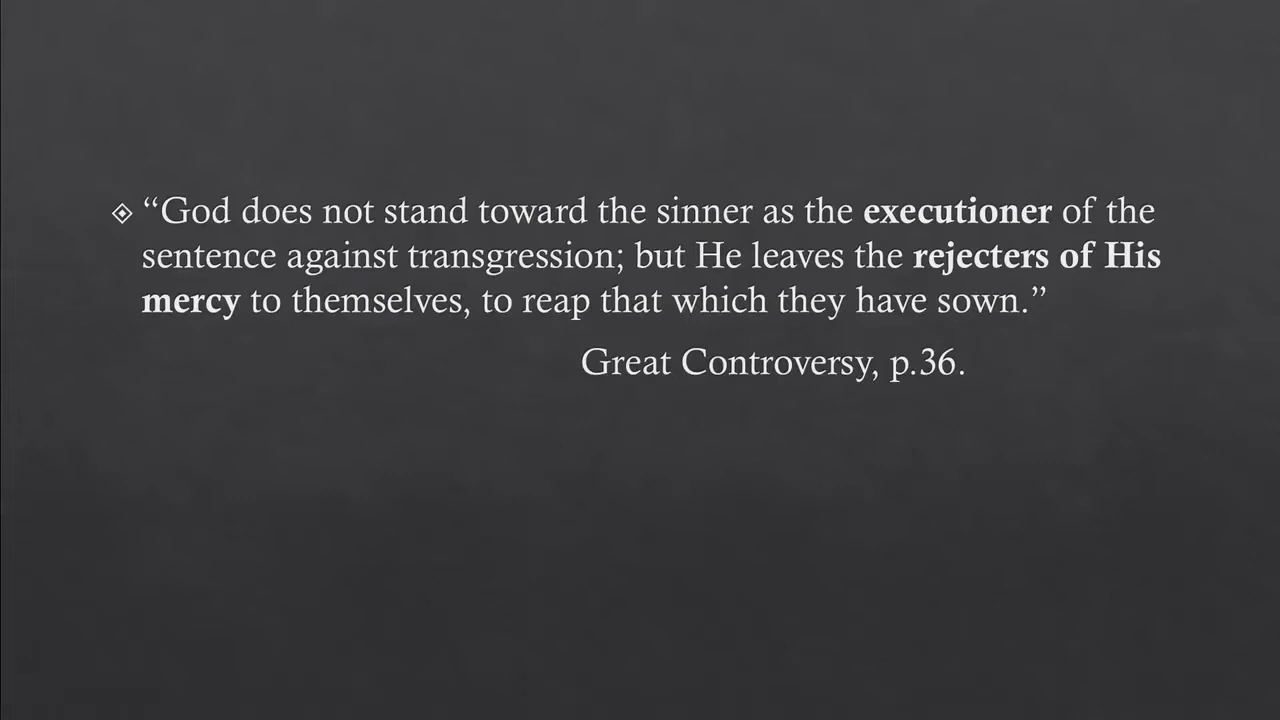 “God does not stand toward the sinner as the executioner of the
sentence against transgression; but He leaves the rejecters of His
mercy to themselves, to reap that which they have sown.”
Great Controversy, p.36.